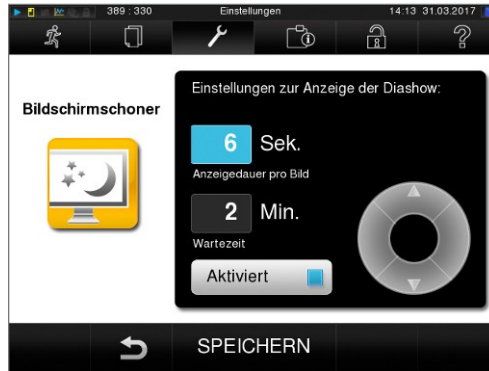 389 : 330 Einstellungen 14:13 31.03.2017
Bildschirmschoner
Einstellungen zur Anzeige der Diashow:
6 Sek.
Anzeigedauer pro Bild
2 Min.
Wartezeit
Aktiviert
SPEICHERN